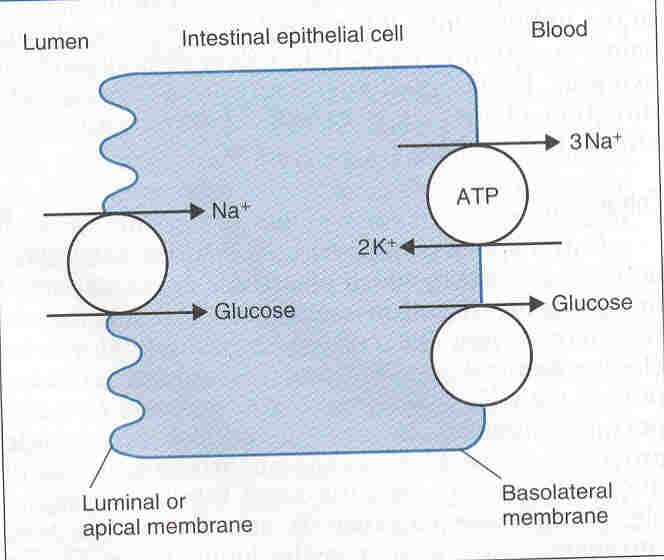 Lumen
Intestinal epithelial cell
Blood
3Na⁺
ATP
Na⁺
2K⁺
Glucose
Glucose
Luminal or
apical membrane
Basolateral
membrane